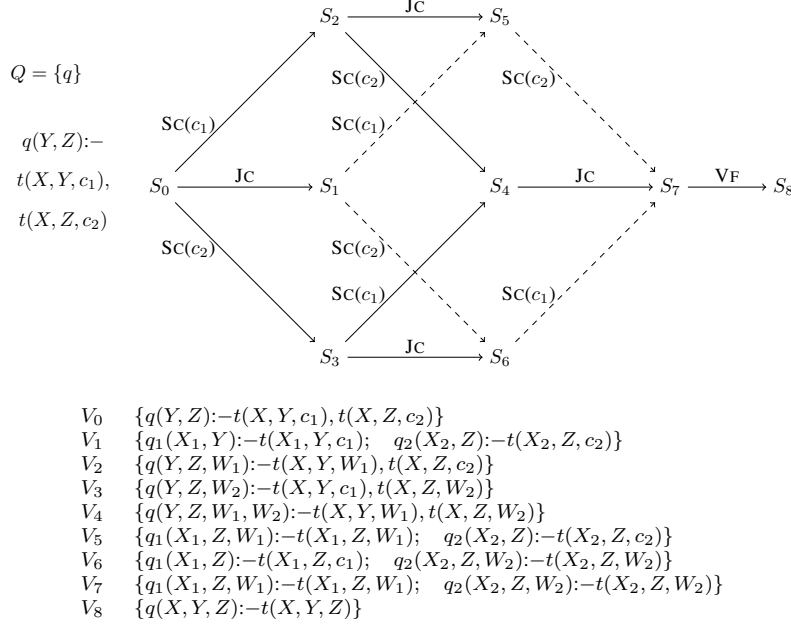 S₂ JC S₅
Q = {q}
SC(c₂) SC(c₂)
SC(c₁) SC(c₁)
q(Y, Z):−
t(X, Y, c₁), S₀ JC S₁ S₄ JC S₇ VF S₈
t(X, Z, c₂)
SC(c₂) SC(c₂)
SC(c₁) SC(c₁)
S₃ JC S₆
V₀ {q(Y, Z):−t(X, Y, c₁), t(X, Z, c₂)}
V₁ {q₁(X₁, Y):−t(X₁, Y, c₁); q₂(X₂, Z):−t(X₂, Z, c₂)}
V₂ {q(Y, Z, W₁):−t(X, Y, W₁), t(X, Z, c₂)}
V₃ {q(Y, Z, W₂):−t(X, Y, c₁), t(X, Z, W₂)}
V₄ {q(Y, Z, W₁, W₂):−t(X, Y, W₁), t(X, Z, W₂)}
V₅ {q₁(X₁, Z, W₁):−t(X₁, Z, W₁); q₂(X₂, Z):−t(X₂, Z, c₂)}
V₆ {q₁(X₁, Z):−t(X₁, Z, c₁); q₂(X₂, Z, W₂):−t(X₂, Z, W₂)}
V₇ {q₁(X₁, Z, W₁):−t(X₁, Z, W₁); q₂(X₂, Z, W₂):−t(X₂, Z, W₂)}
V₈ {q(X, Y, Z):−t(X, Y, Z)}